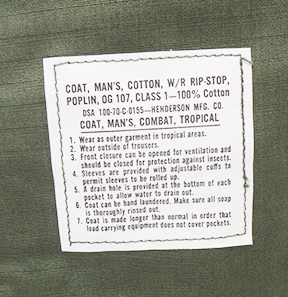 COAT, MAN'S, COTTON, W/R RIP-STOP,
POPLIN, OG 107, CLASS 1—100% Cotton
DSA 100-70-C-0155—HENDERSON MFG. CO.
COAT, MAN'S, COMBAT, TROPICAL
1. Wear as outer garment in tropical areas.
2. Wear outside of trousers.
3. Front closure can be opened for ventilation and
should be closed for protection against insects.
4. Sleeves are provided with adjustable cuffs to
permit sleeves to be rolled up.
5. A drain hole is provided at the bottom of each
pocket to allow water to drain out.
6. Coat can be hand laundered. Make sure all soap
is thoroughly rinsed out.
7. Coat is made longer than normal in order that
load carrying equipment does not cover pockets.